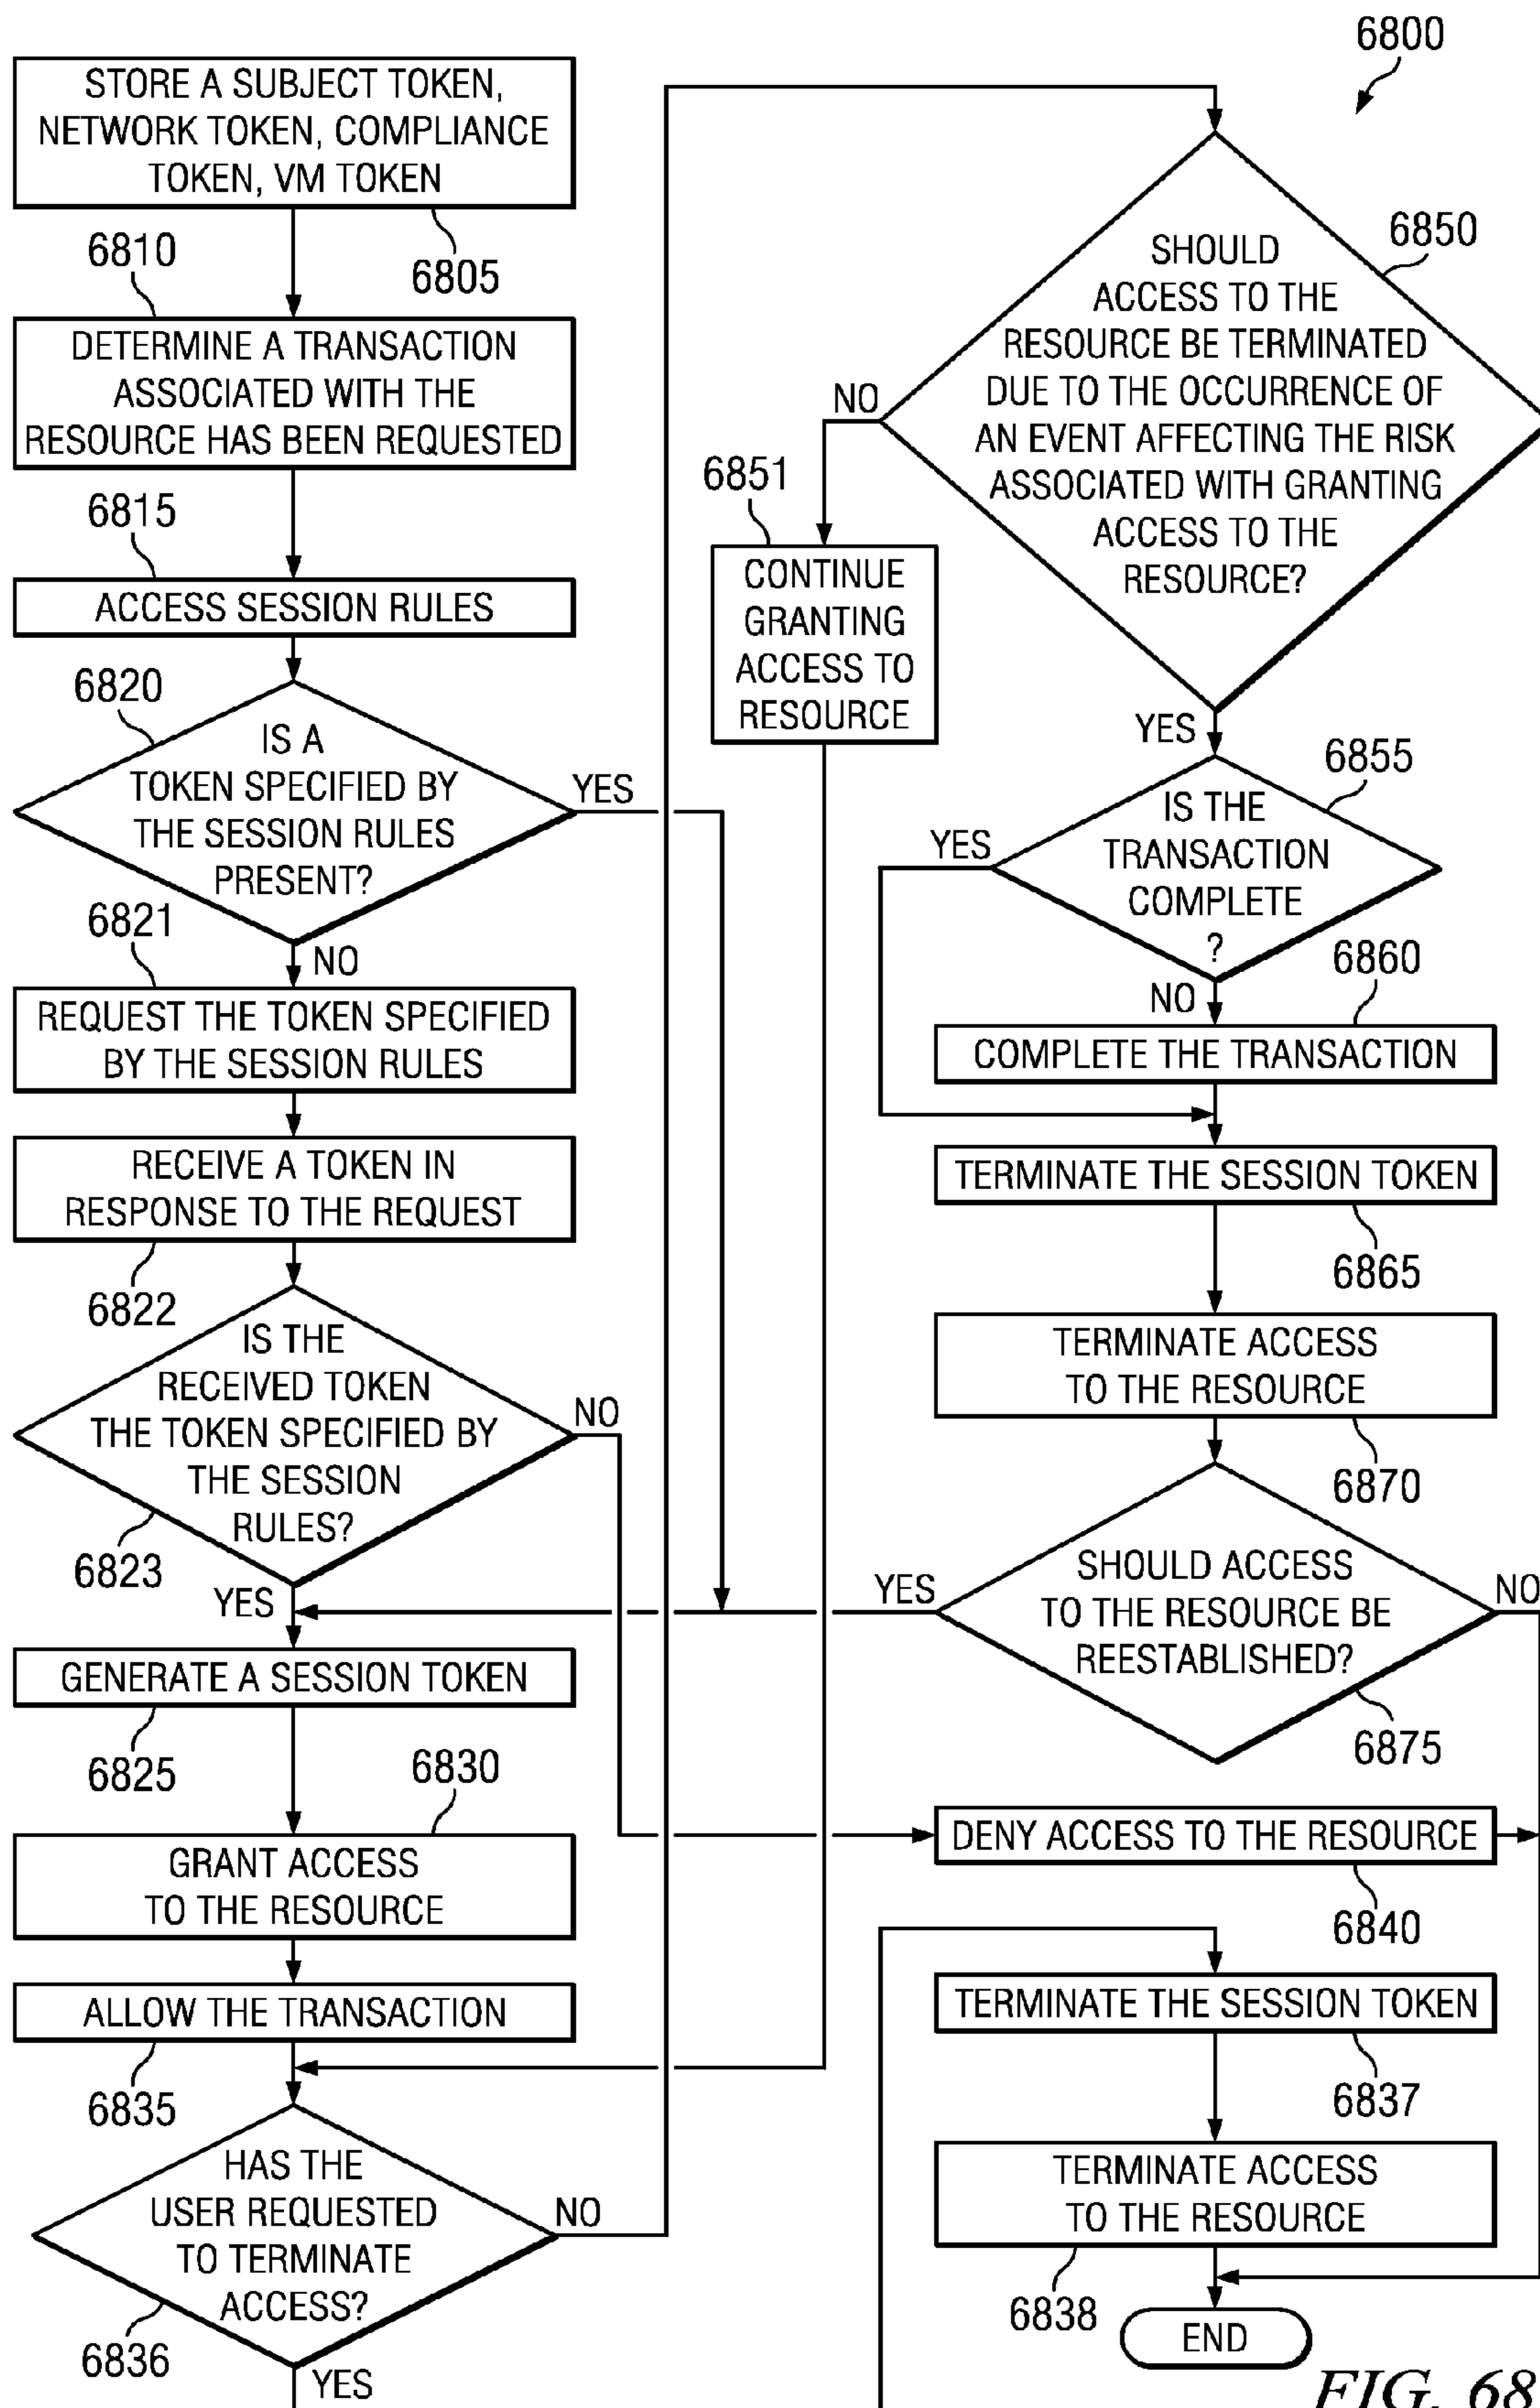 6800
STORE A SUBJECT TOKEN,
NETWORK TOKEN, COMPLIANCE
TOKEN, VM TOKEN
6805
6810
DETERMINE A TRANSACTION
ASSOCIATED WITH THE
RESOURCE HAS BEEN REQUESTED
6815
ACCESS SESSION RULES
6820
IS A
TOKEN SPECIFIED BY
THE SESSION RULES
PRESENT?
YES
NO
6821
REQUEST THE TOKEN SPECIFIED
BY THE SESSION RULES
RECEIVE A TOKEN IN
RESPONSE TO THE REQUEST
6822
IS THE
RECEIVED TOKEN
THE TOKEN SPECIFIED BY
THE SESSION
RULES?
NO
6823
YES
GENERATE A SESSION TOKEN
6825
6830
GRANT ACCESS
TO THE RESOURCE
ALLOW THE TRANSACTION
6835
HAS THE
USER REQUESTED
TO TERMINATE
ACCESS?
NO
6836
YES
SHOULD
ACCESS TO THE
RESOURCE BE TERMINATED
DUE TO THE OCCURRENCE OF
AN EVENT AFFECTING THE RISK
ASSOCIATED WITH GRANTING
ACCESS TO THE
RESOURCE?
6850
NO
6851
CONTINUE
GRANTING
ACCESS TO
RESOURCE
YES
6855
IS THE
TRANSACTION
COMPLETE
?
YES
NO
6860
COMPLETE THE TRANSACTION
TERMINATE THE SESSION TOKEN
6865
TERMINATE ACCESS
TO THE RESOURCE
6870
SHOULD ACCESS
TO THE RESOURCE BE
REESTABLISHED?
YES
NO
6875
DENY ACCESS TO THE RESOURCE
6840
TERMINATE THE SESSION TOKEN
6837
TERMINATE ACCESS
TO THE RESOURCE
6838
END
FIG. 68